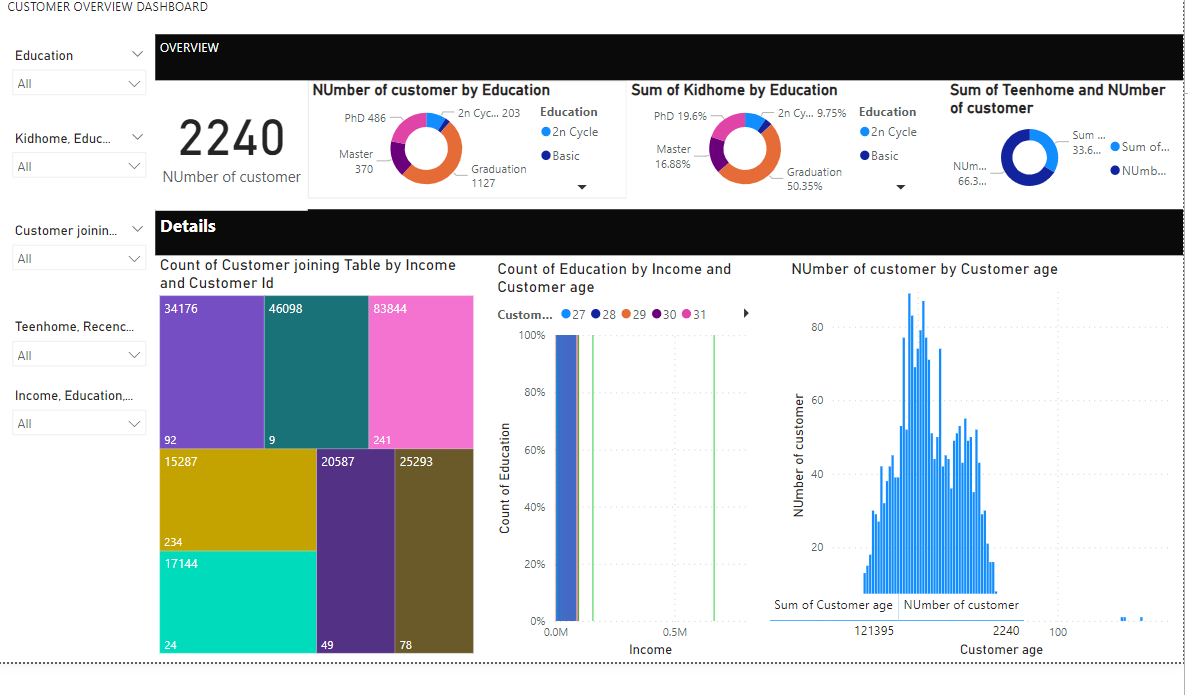 CUSTOMER OVERVIEW DASHBOARD
Education
All
Kidhome, Educ...
All
Customer joinin...
All
Teenhome, Recenc...
All
Income, Education,...
All
OVERVIEW
2240
NUmber of customer
NUmber of customer by Education
PhD 486
2n Cyc... 203
Master
370
Graduation
1127
Education
2n Cycle
Basic
Sum of Kidhome by Education
PhD 19.6%
2n Cy... 9.75%
Master
16.88%
Graduation
50.35%
Education
2n Cycle
Basic
Sum of Teenhome and NUmber
of customer
Sum ...
33.6...
NUm...
66.3...
Sum of...
NUmb...
Details
Count of Customer joining Table by Income
and Customer Id
34176
92
46098
9
83844
241
15287
234
20587
49
25293
78
17144
24
Count of Education by Income and
Customer age
Custom...
27
28
29
30
31
100%
80%
60%
40%
20%
0%
Count of Education
0.0M
0.5M
Income
NUmber of customer by Customer age
80
60
40
20
NUmber of customer
Sum of Customer age
NUmber of customer
121395
2240
100
Customer age